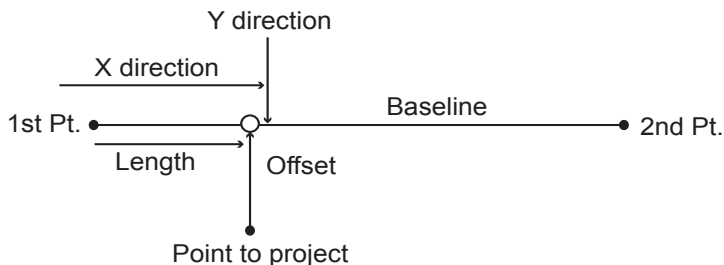 Y direction
X direction
Baseline
1st Pt.
2nd Pt.
Length
Offset
Point to project